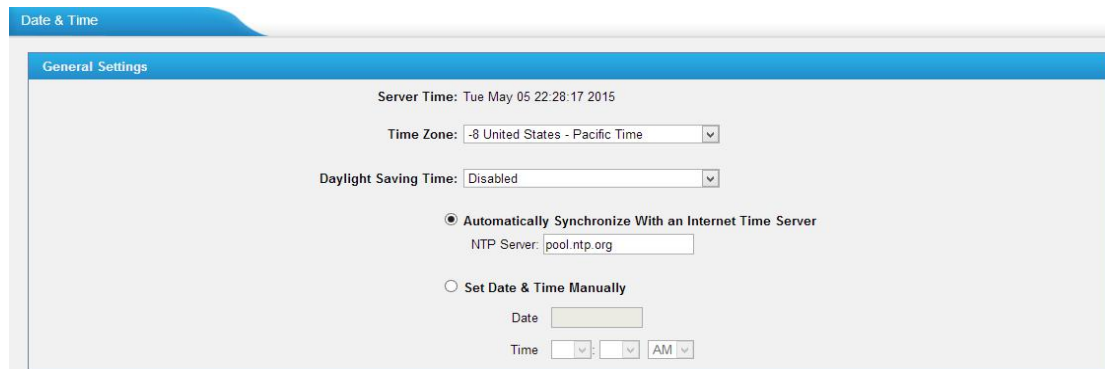 Date & Time
General Settings
Server Time: Tue May 05 22:28:17 2015
Time Zone: -8 United States - Pacific Time
Daylight Saving Time: Disabled
Automatically Synchronize With an Internet Time Server
NTP Server: pool.ntp.org
Set Date & Time Manually
Date
Time : AM